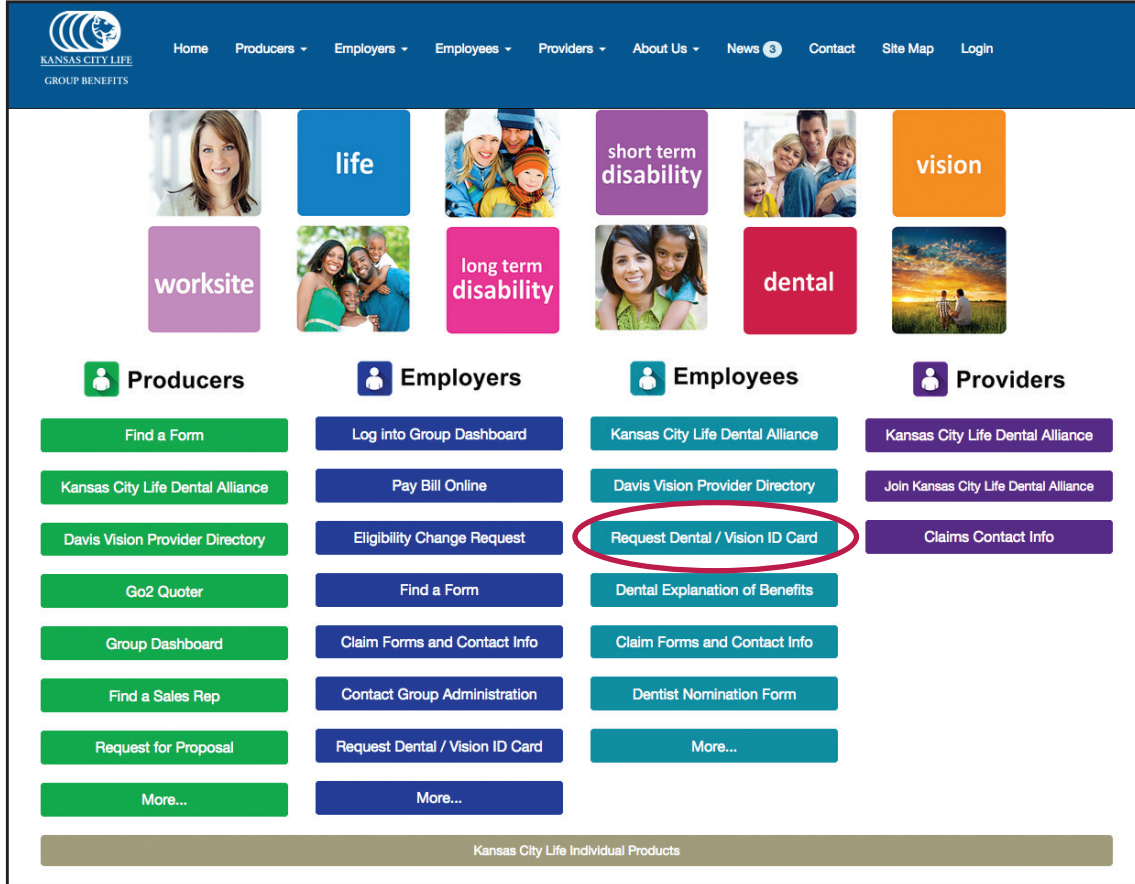 KANSAS CITY LIFE
GROUP BENEFITS
Home Producers Employers Employees Providers About Us News 3 Contact Site Map Login
life
short term
disability
vision
worksite
long term
disability
dental
Producers
Find a Form
Kansas City Life Dental Alliance
Davis Vision Provider Directory
Go2 Quoter
Group Dashboard
Find a Sales Rep
Request for Proposal
More...
Employers
Log into Group Dashboard
Pay Bill Online
Eligibility Change Request
Find a Form
Claim Forms and Contact Info
Contact Group Administration
Request Dental / Vision ID Card
More...
Employees
Kansas City Life Dental Alliance
Davis Vision Provider Directory
Request Dental / Vision ID Card
Dental Explanation of Benefits
Claim Forms and Contact Info
Dentist Nomination Form
More...
Providers
Kansas City Life Dental Alliance
Join Kansas City Life Dental Alliance
Claims Contact Info
Kansas City Life Individual Products